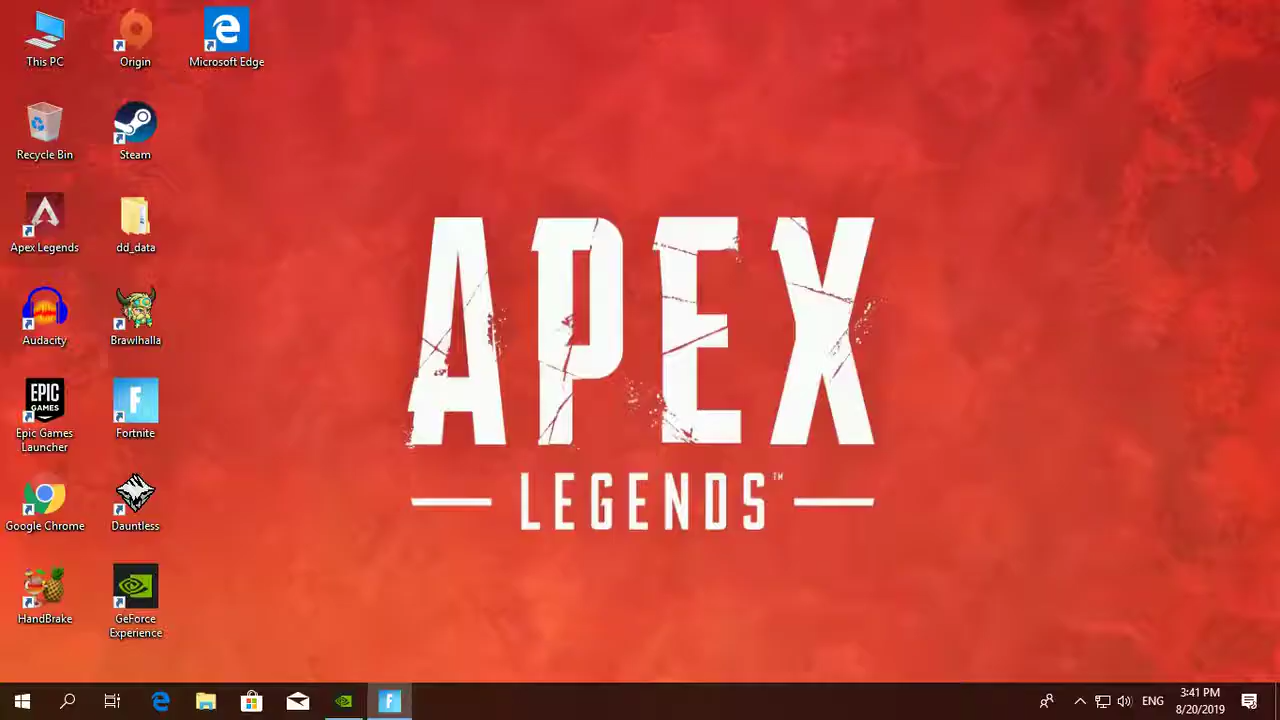 This PC
Origin
Microsoft Edge
Recycle Bin
Steam
Apex Legends
dd_data
Audacity
Brawlhalla
EPIC
GAMES
Epic Games
Launcher
F
Fortnite
Google Chrome
Dauntless
HandBrake
GeForce
Experience
APEX
LEGENDS™
F
ENG
3:41 PM
8/20/2019